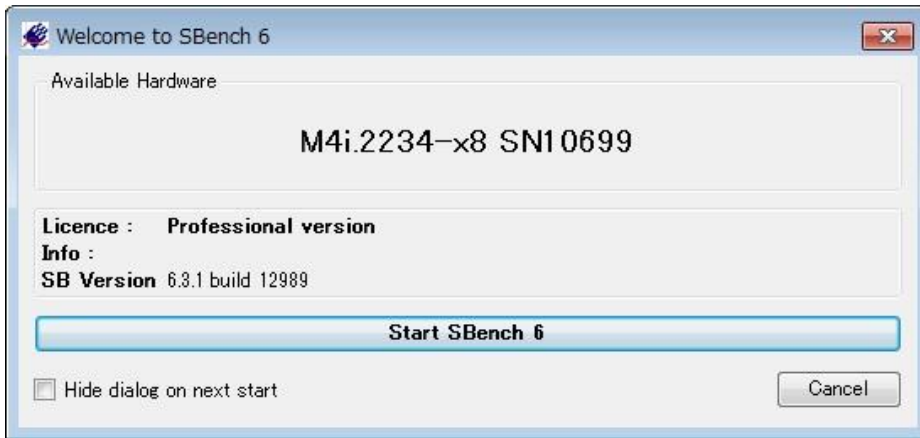 Welcome to SBench 6
Available Hardware
M4i.2234-x8 SN10699
Licence : Professional version
Info :
SB Version 6.3.1 build 12989
Start SBench 6
Hide dialog on next start
Cancel